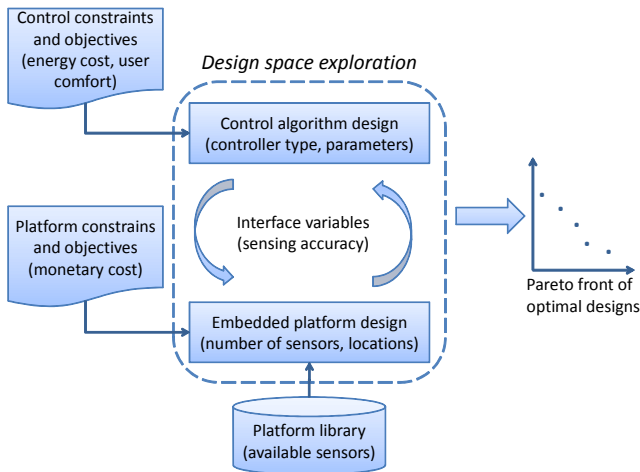 Control constraints
and objectives
(energy cost, user
comfort)
Design space exploration
Control algorithm design
(controller type, parameters)
Interface variables
(sensing accuracy)
Platform constrains
and objectives
(monetary cost)
Embedded platform design
(number of sensors, locations)
Platform library
(available sensors)
Pareto front of
optimal designs